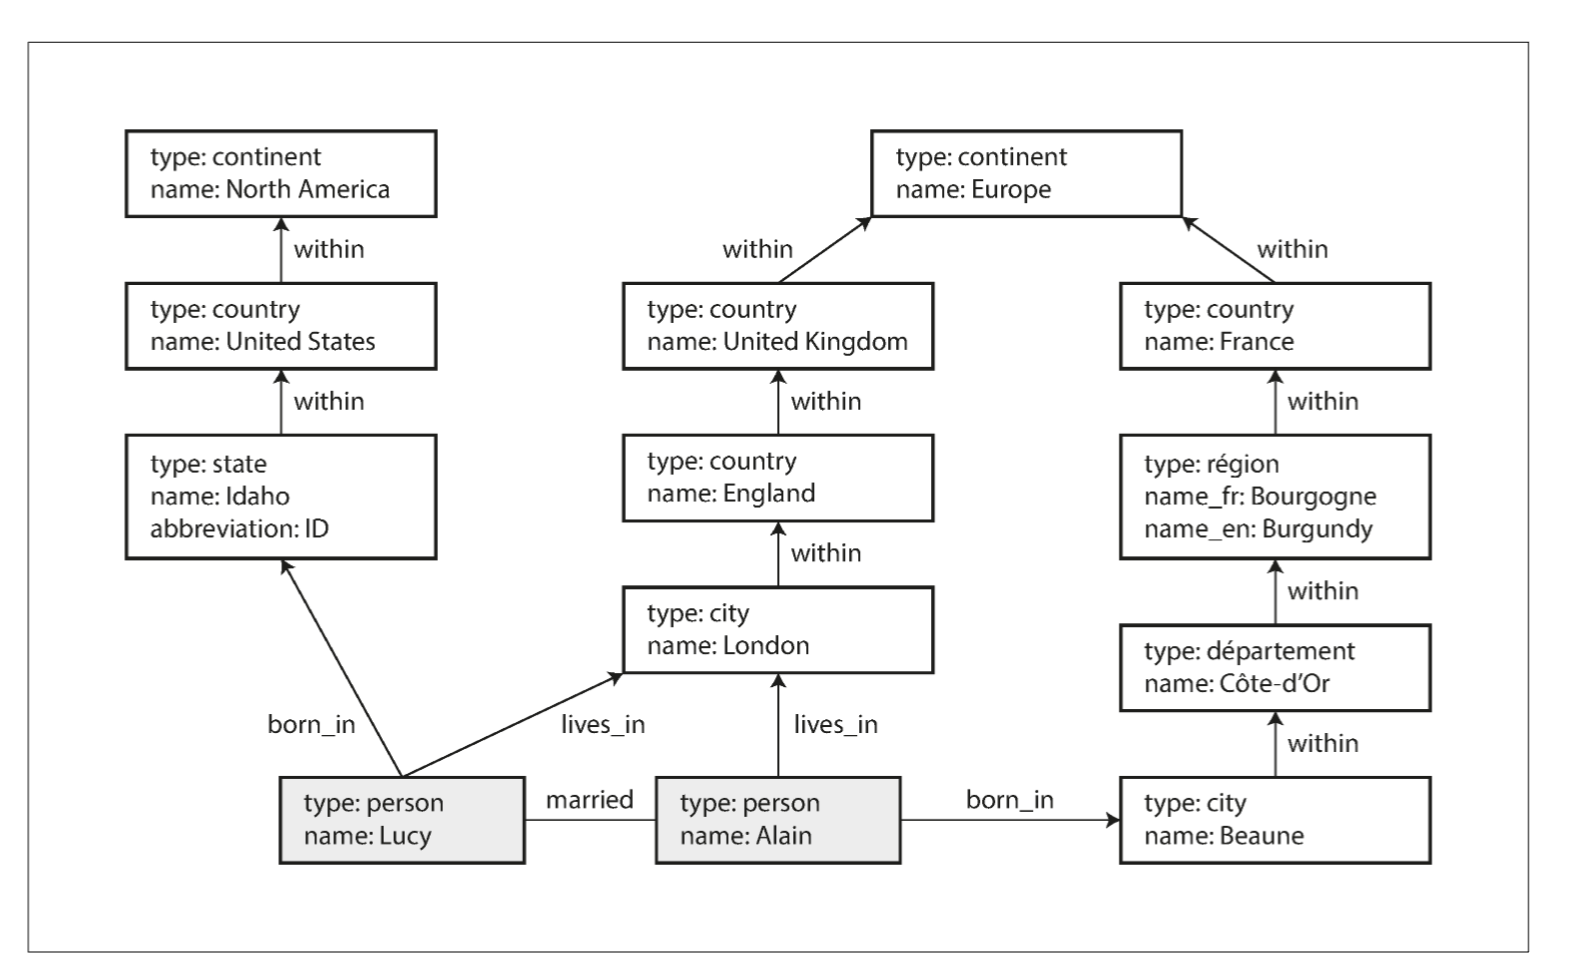 type: continent
name: North America
type: continent
name: Europe
within
within
within
type: country
name: United States
type: country
name: United Kingdom
type: country
name: France
within
within
within
type: state
name: Idaho
abbreviation: ID
type: country
name: England
type: région
name_fr: Bourgogne
name_en: Burgundy
within
within
type: city
name: London
type: département
name: Côte-d’Or
born_in
lives_in
lives_in
within
type: person
name: Lucy
married
type: person
name: Alain
born_in
type: city
name: Beaune